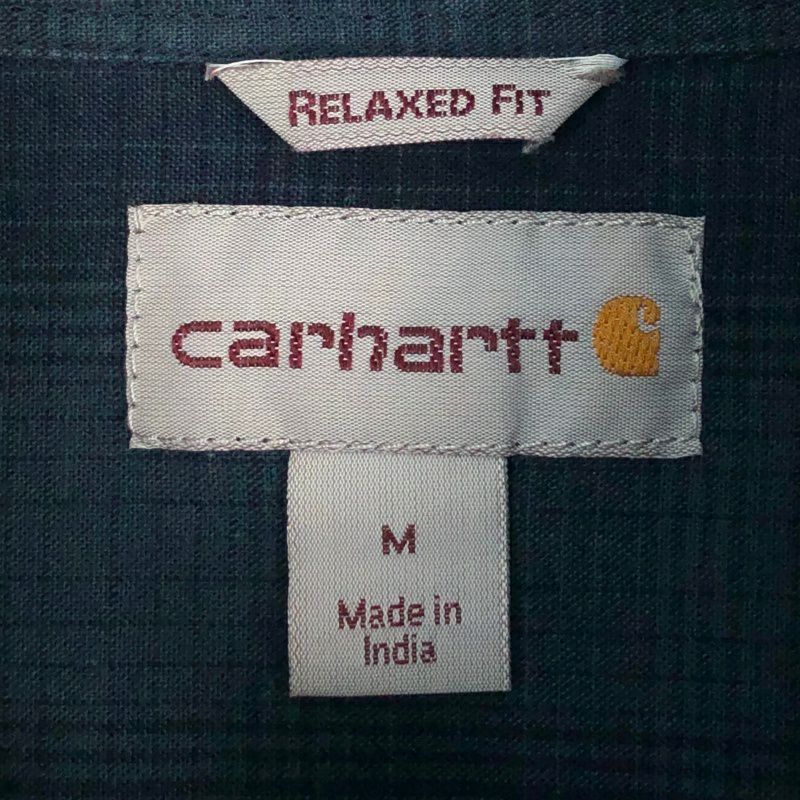 RELAXED FIT
carhartt
M
Made in
India